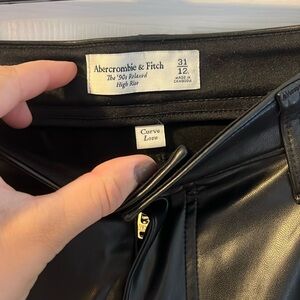 Abercrombie & Fitch
The '90s Relaxed
High Rise
31
12
MADE IN
CAMBODIA
Curve
Love